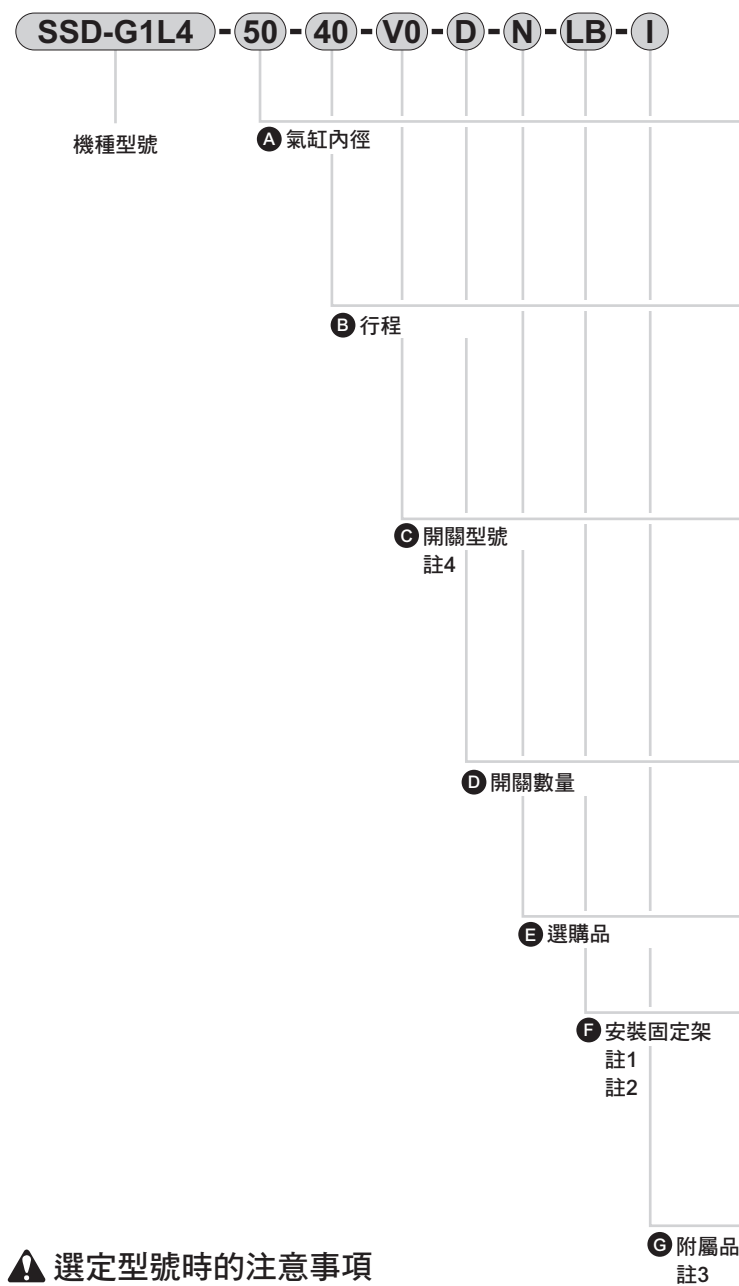 SSD-G1L4-50-40-V0-D-N-LB-I
機種型號
A 氣缸內徑
B 行程
C 開關型號
註4
D 開關數量
E 選購品
F 安裝固定架
註1
註2
G 附屬品
註3
選定型號時的注意事項